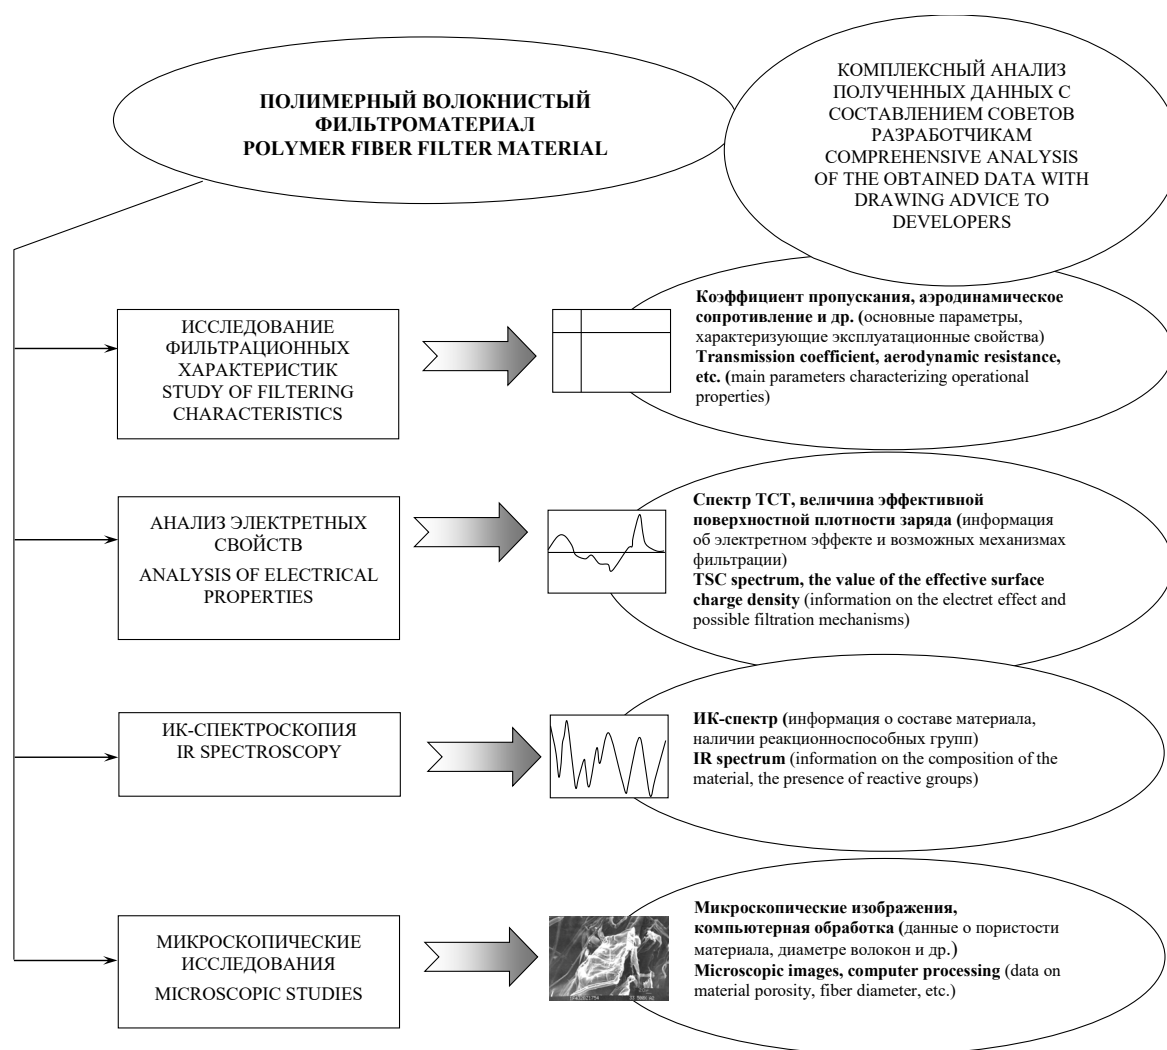 ПОЛИМЕРНЫЙ ВОЛОКНИСТЫЙ
ФИЛЬТРОМАТЕРИАЛ
POLYMER FIBER FILTER MATERIAL
КОМПЛЕКСНЫЙ АНАЛИЗ
ПОЛУЧЕННЫХ ДАННЫХ С
СОСТАВЛЕНИЕМ СОВЕТОВ
РАЗРАБОТЧИКАМ
COMPREHENSIVE ANALYSIS
OF THE OBTAINED DATA WITH
DRAWING ADVICE TO
DEVELOPERS
ИССЛЕДОВАНИЕ
ФИЛЬТРАЦИОННЫХ
ХАРАКТЕРИСТИК
STUDY OF FILTERING
CHARACTERISTICS
Коэффициент пропускания, аэродинамическое
сопротивление и др. (основные параметры,
характеризующие эксплуатационные свойства)
Transmission coefficient, aerodynamic resistance,
etc. (main parameters characterizing operational
properties)
АНАЛИЗ ЭЛЕКТРЕТНЫХ
СВОЙСТВ
ANALYSIS OF ELECTRICAL
PROPERTIES
Спектр ТСТ, величина эффективной
поверхностной плотности заряда (информация
об электретном эффекте и возможных механизмах
фильтрации)
TSC spectrum, the value of the effective surface
charge density (information on the electret effect and
possible filtration mechanisms)
ИК-СПЕКТРОСКОПИЯ
IR SPECTROSCOPY
ИК-спектр (информация о составе материала,
наличии реакционноспособных групп)
IR spectrum (information on the composition of the
material, the presence of reactive groups)
МИКРОСКОПИЧЕСКИЕ
ИССЛЕДОВАНИЯ
MICROSCOPIC STUDIES
Микроскопические изображения,
компьютерная обработка (данные о пористости
материала, диаметре волокон и др.)
Microscopic images, computer processing (data on
material porosity, fiber diameter, etc.)